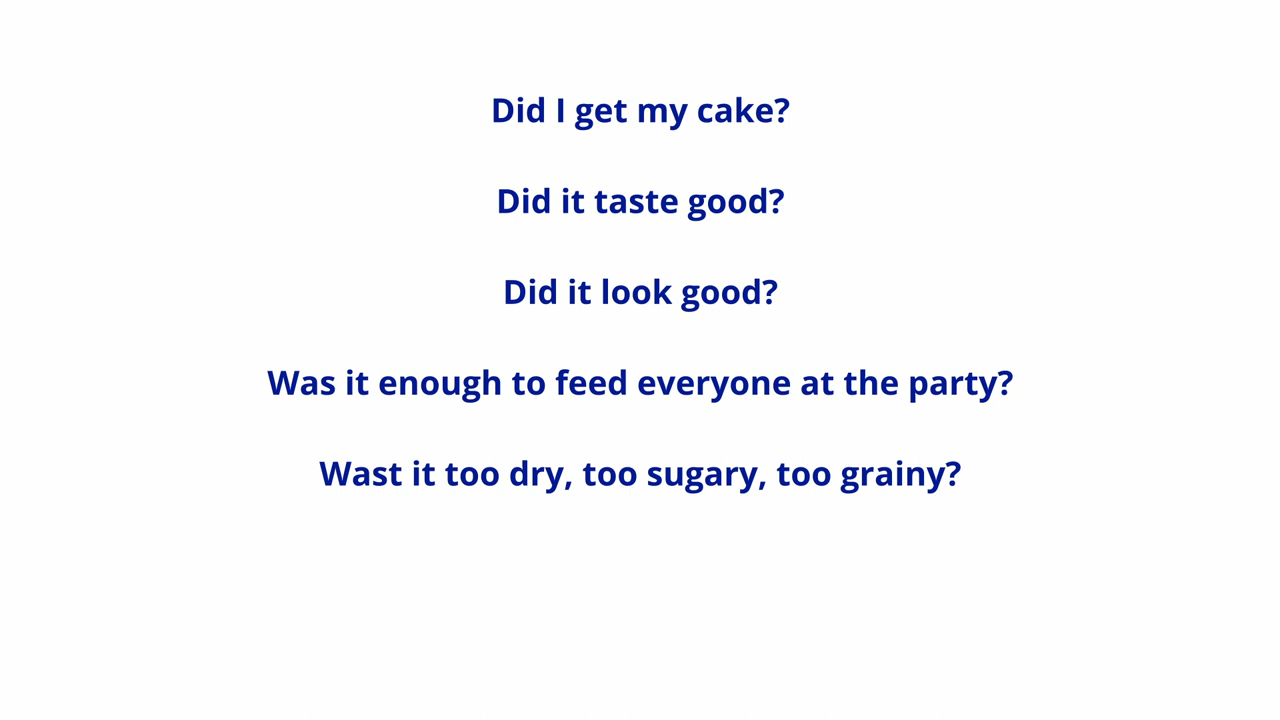 Did I get my cake?
Did it taste good?
Did it look good?
Was it enough to feed everyone at the party?
Wast it too dry, too sugary, too grainy?